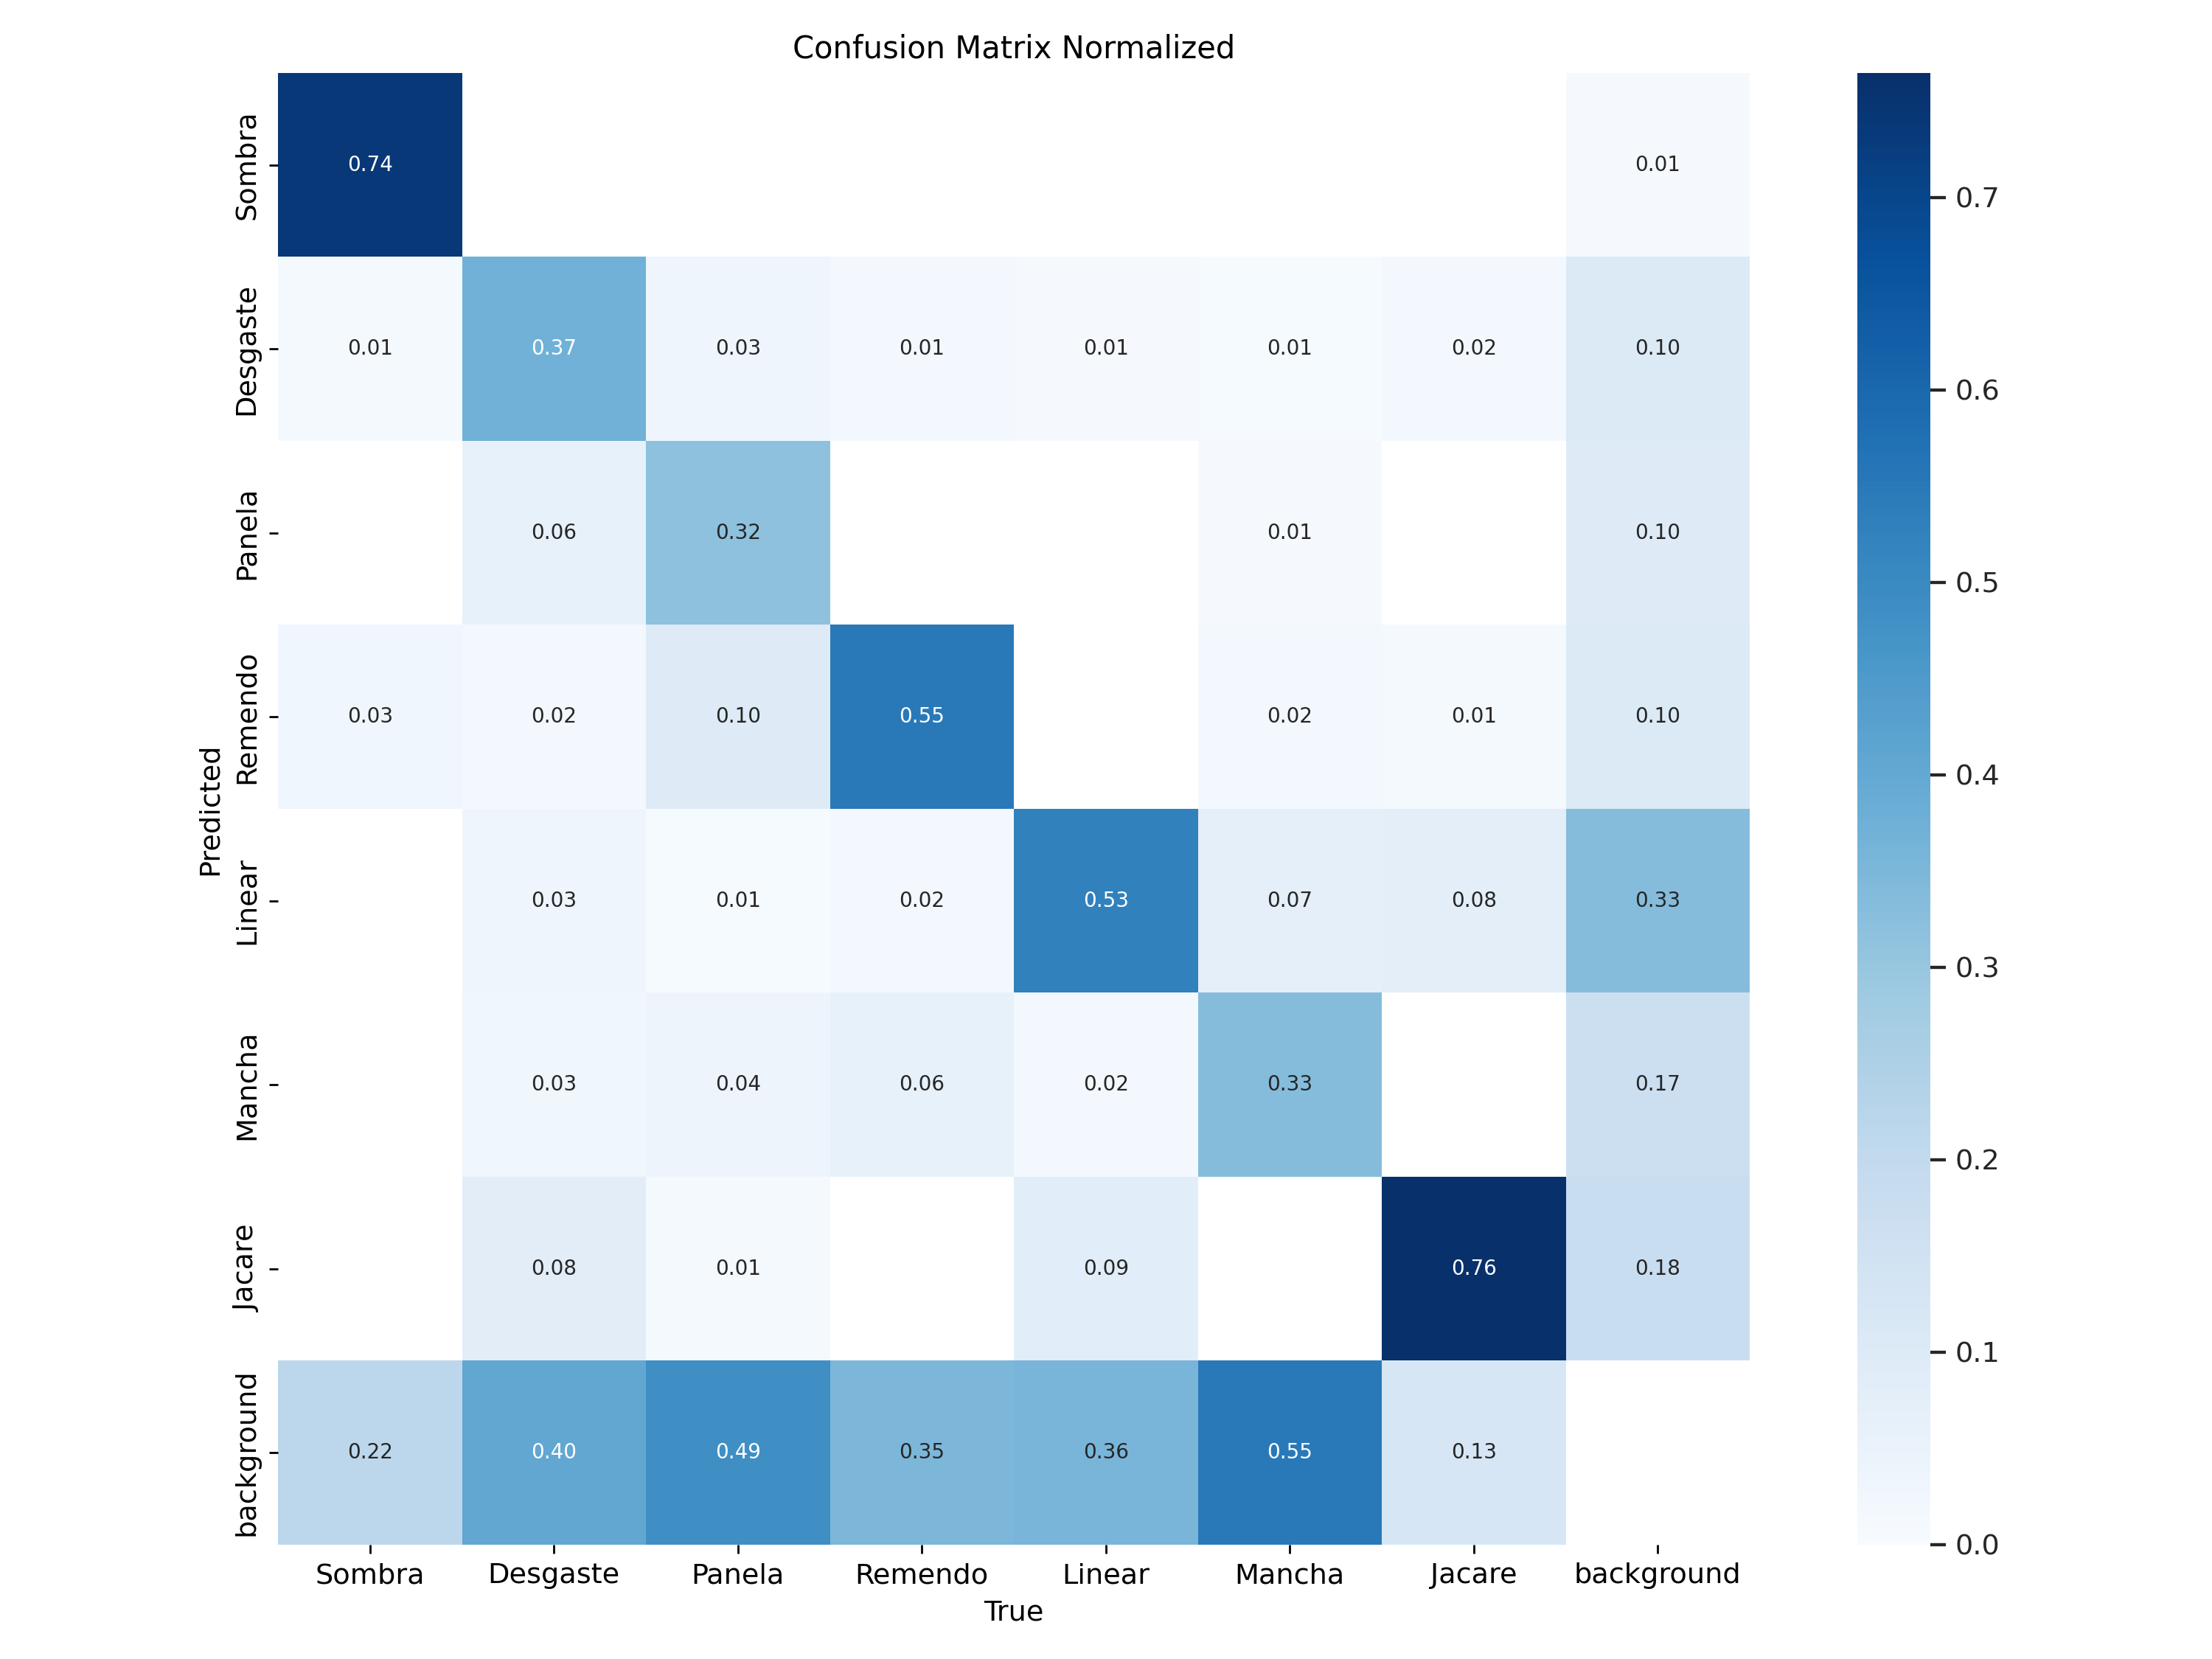 Confusion Matrix Normalized
Predicted
Sombra 0.74 0.01
Desgaste 0.01 0.37 0.03 0.01 0.01 0.01 0.02 0.10
Panela 0.06 0.32 0.01 0.10
Remendo 0.03 0.02 0.10 0.55 0.02 0.01 0.10
Linear 0.03 0.01 0.02 0.53 0.07 0.08 0.33
Mancha 0.03 0.04 0.06 0.02 0.33 0.17
Jacare 0.08 0.01 0.09 0.76 0.18
background 0.22 0.40 0.49 0.35 0.36 0.55 0.13
Sombra Desgaste Panela Remendo Linear Mancha Jacare background
True
0.7
0.6
0.5
0.4
0.3
0.2
0.1
0.0